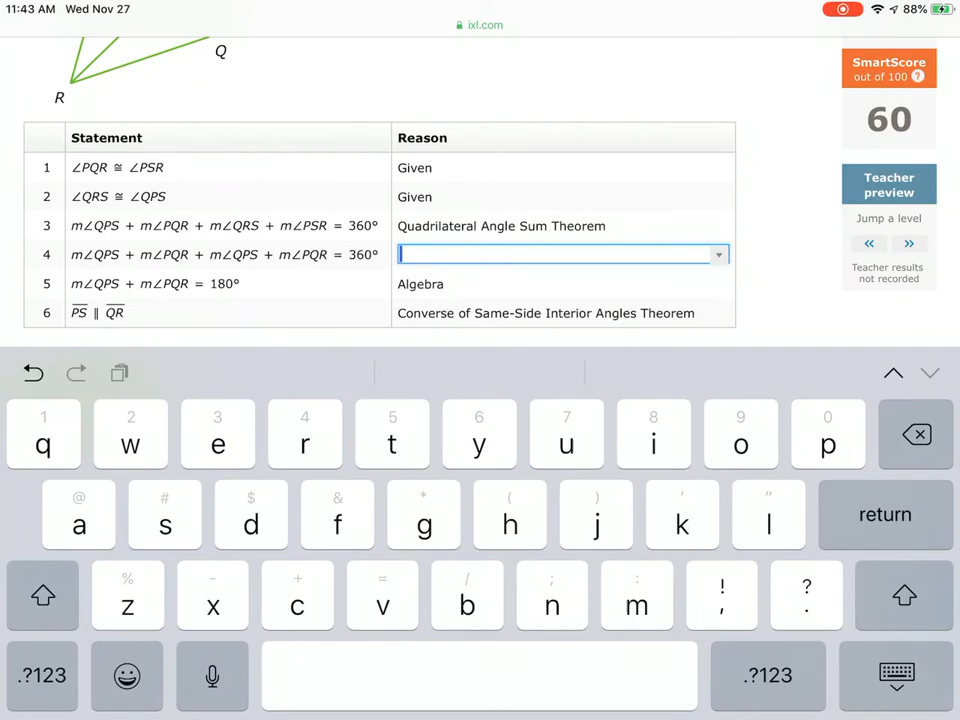 11:43 AM Wed Nov 27
88%
ixl.com
Q
R
SmartScore
out of 100 ?
60
Teacher
preview
Jump a level
« »
Teacher results
not recorded
Statement Reason
1 ∠PQR ≅ ∠PSR Given
2 ∠QRS ≅ ∠QPS Given
3 m∠QPS + m∠PQR + m∠QRS + m∠PSR = 360° Quadrilateral Angle Sum Theorem
4 m∠QPS + m∠PQR + m∠QPS + m∠PQR = 360°
5 m∠QPS + m∠PQR = 180° Algebra
6 P̅S̅ ∥ Q̅R̅ Converse of Same-Side Interior Angles Theorem
1 2 3 4 5 6 7 8 9 0
q w e r t y u i o p
@ # $ & * ( ) ' "
a s d f g h j k l return
% - + = / ; : ! ?
z x c v b n m , .
.?123 .?123